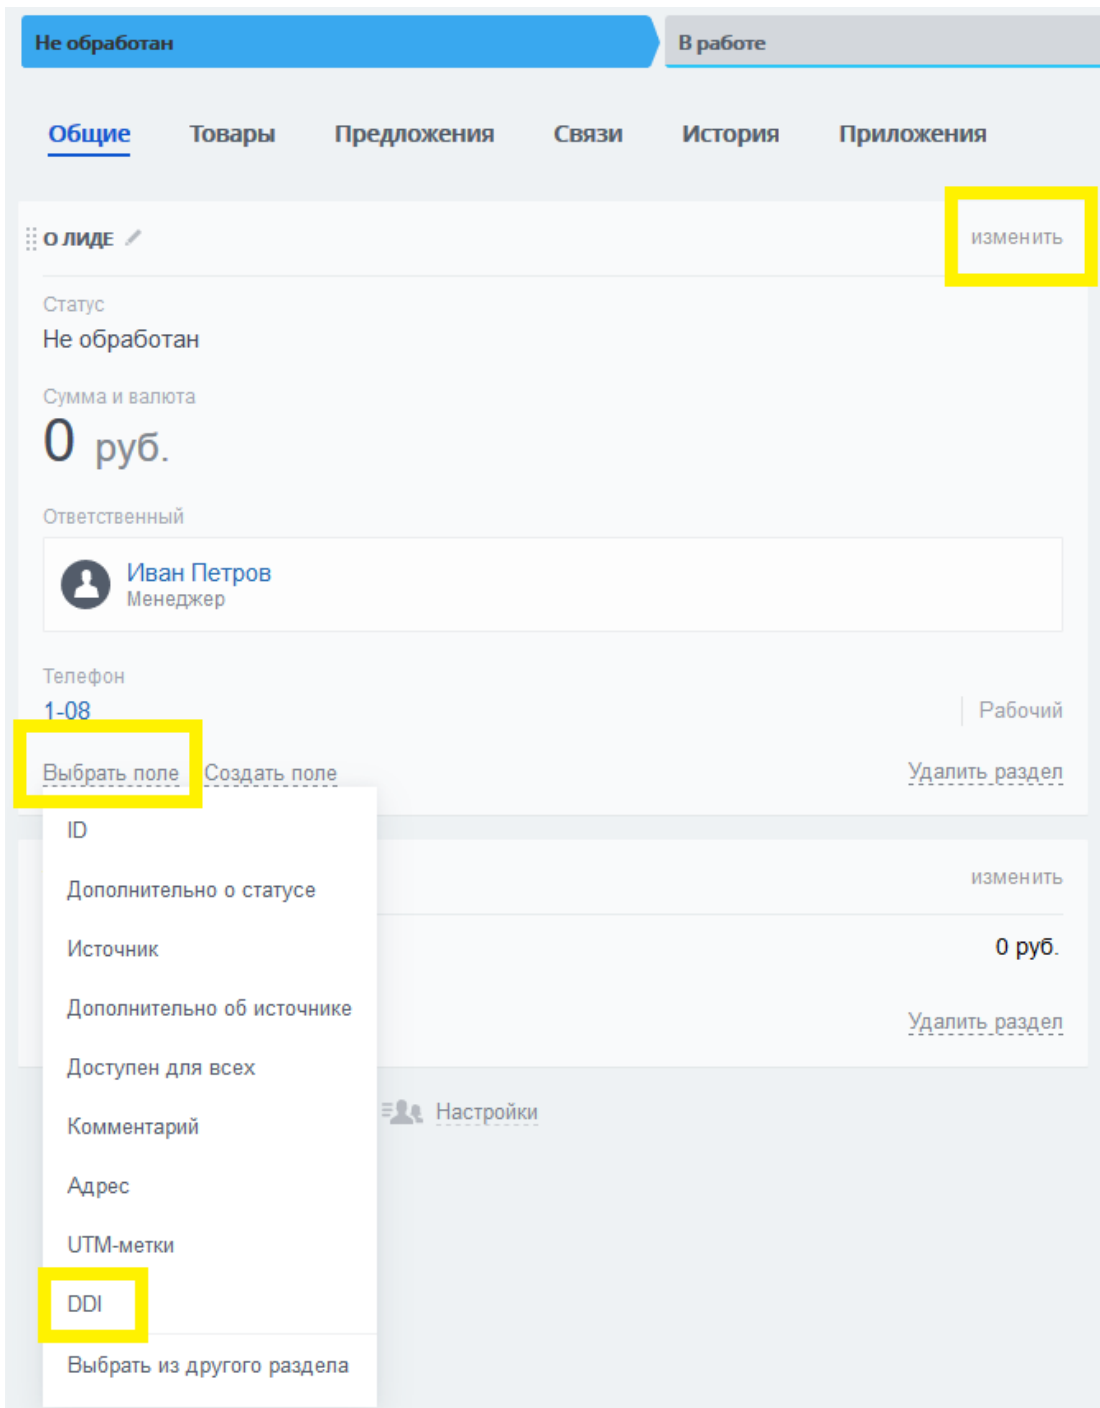 Не обработан
В работе
Общие Товары Предложения Связи История Приложения
О ЛИДЕ
изменить
Статус
Не обработан
Сумма и валюта
0 руб.
Ответственный
Иван Петров
Менеджер
Телефон
1-08
Рабочий
Выбрать поле Создать поле Удалить раздел
ID
Дополнительно о статусе
изменить
Источник
0 руб.
Дополнительно об источнике
Удалить раздел
Доступен для всех
Комментарий
Настройки
Адрес
UTM-метки
DDI
Выбрать из другого раздела